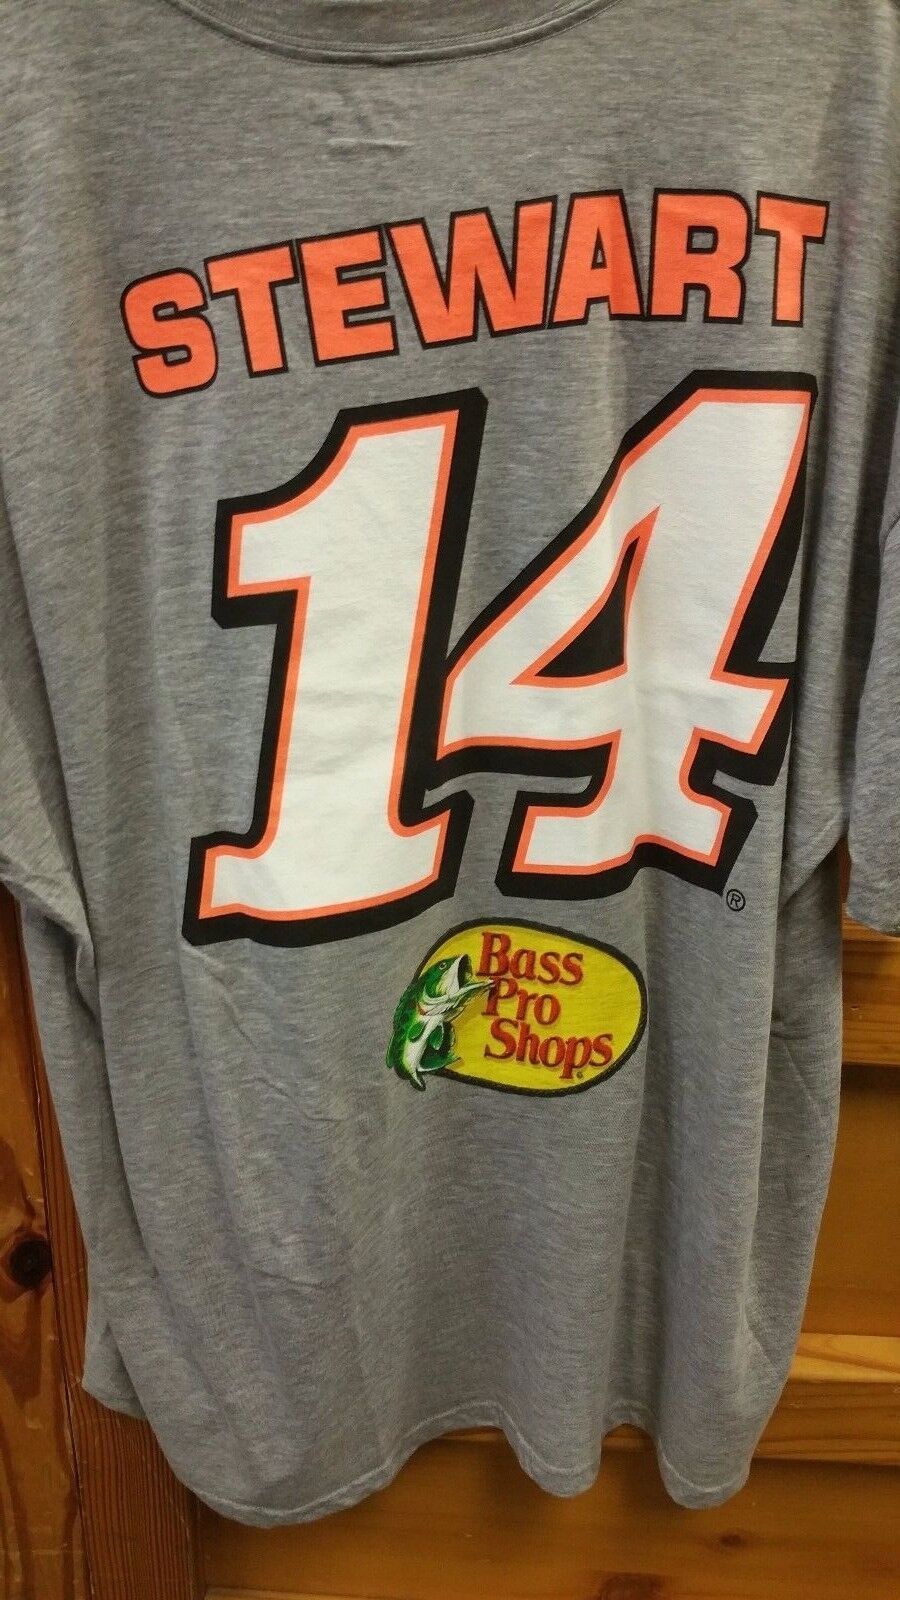 STEWART
14
®
Bass
Pro
Shops